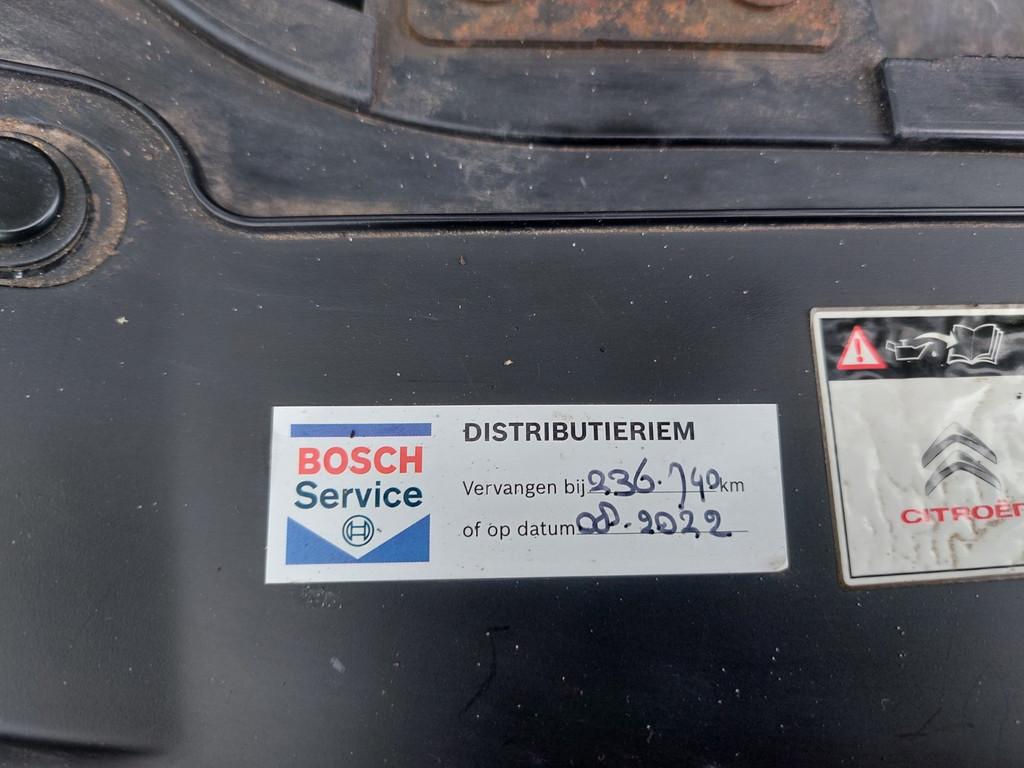 BOSCH
Service
DISTRIBUTIERIEM
Vervangen bij 236.740 km
of op datum 08.2022
CITROËN